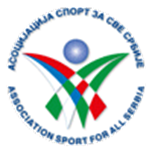 АСОЦИЈАЦИЈА СПОРТ ЗА СВЕ СРБИЈЕ
ASSOCIATION SPORT FOR ALL SERBIA